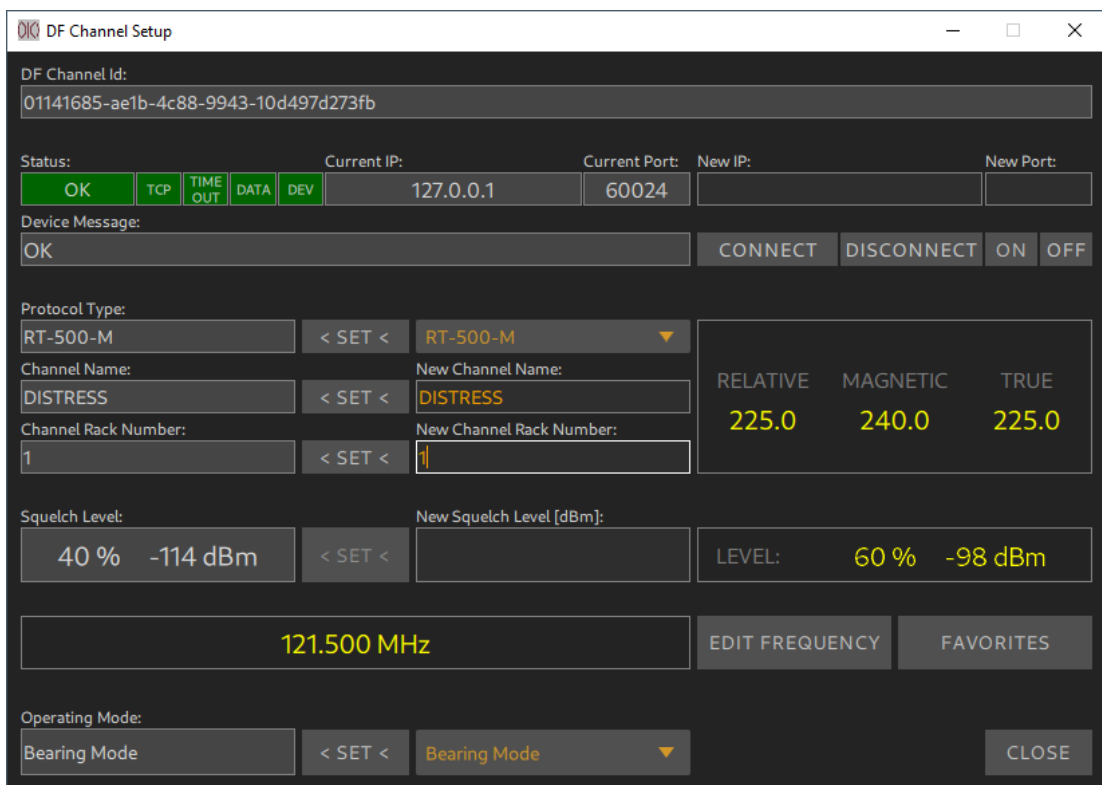 DF Channel Setup
DF Channel Id:
01141685-ae1b-4c88-9943-10d497d273fb
Status: Current IP: Current Port: New IP: New Port:
OK TCP TIME OUT DATA DEV 127.0.0.1 60024
Device Message:
OK CONNECT DISCONNECT ON OFF
Protocol Type:
RT-500-M < SET < RT-500-M
Channel Name: New Channel Name:
DISTRESS < SET < DISTRESS
RELATIVE MAGNETIC TRUE
225.0 240.0 225.0
Channel Rack Number: New Channel Rack Number:
1 < SET < 1
Squelch Level: New Squelch Level [dBm]:
40 % -114 dBm < SET < LEVEL: 60 % -98 dBm
121.500 MHz EDIT FREQUENCY FAVORITES
Operating Mode:
Bearing Mode < SET < Bearing Mode CLOSE